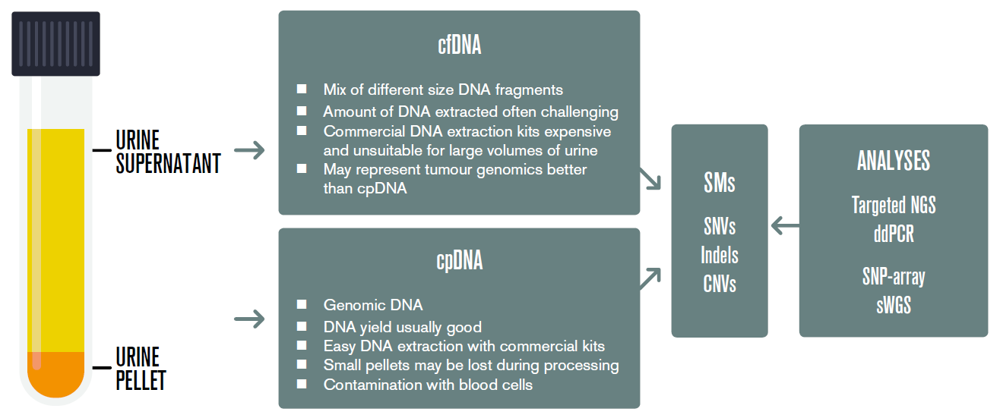 URINE
SUPERNATANT
URINE
PELLET
cfDNA
■ Mix of different size DNA fragments
■ Amount of DNA extracted often challenging
■ Commercial DNA extraction kits expensive
and unsuitable for large volumes of urine
■ May represent tumour genomics better
than cpDNA
cpDNA
■ Genomic DNA
■ DNA yield usually good
■ Easy DNA extraction with commercial kits
■ Small pellets may be lost during processing
■ Contamination with blood cells
SMs
SNVs
Indels
CNVs
ANALYSES
Targeted NGS
ddPCR
SNP-array
sWGS